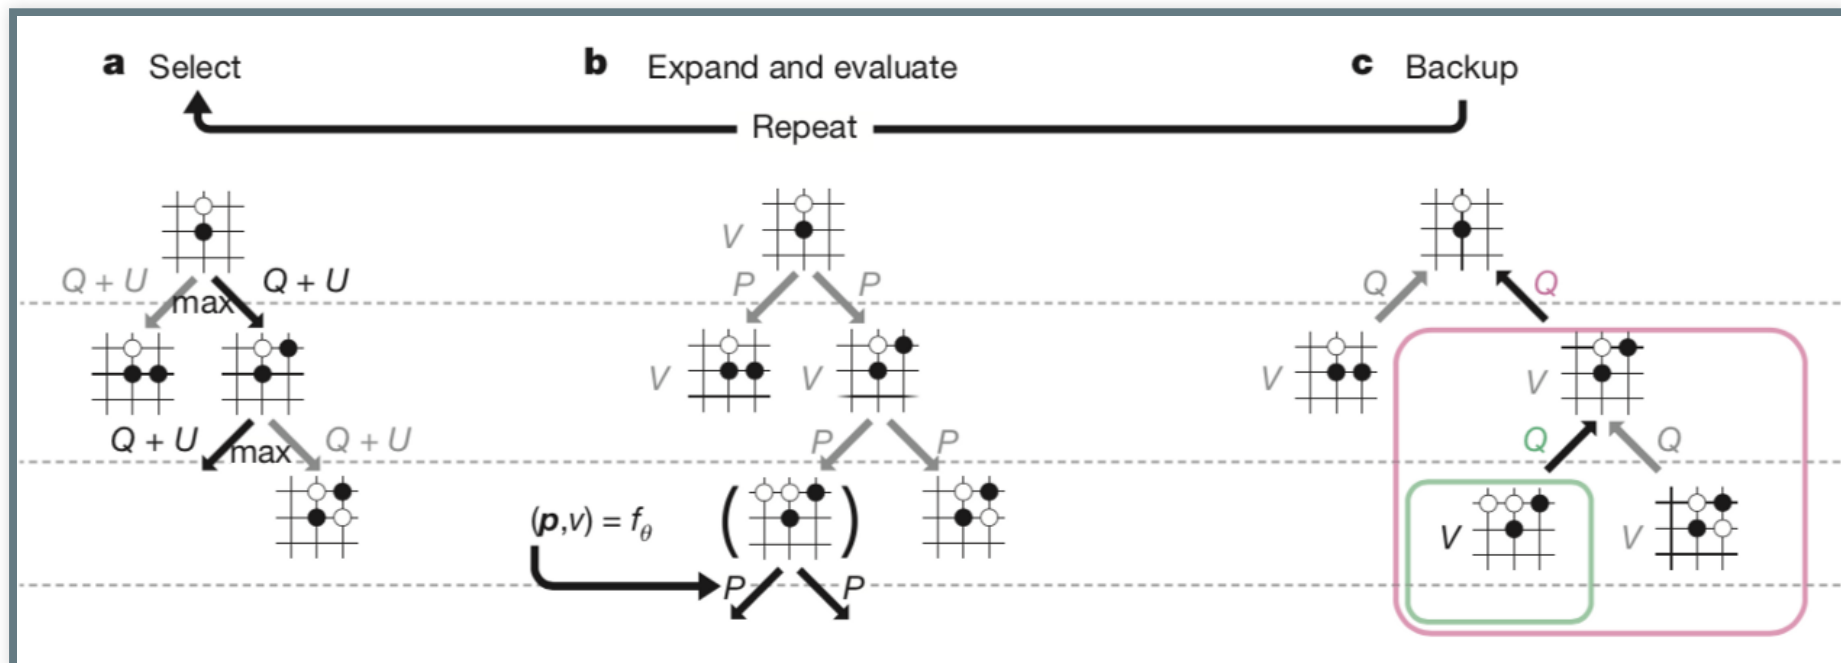 a Select
b Expand and evaluate
c Backup
Repeat
Q + U
max
Q + U
Q + U
max
Q + U
V
P
P
V
V
P
P
(p,v) = fθ
( )
P
P
Q
Q
V
V
Q
Q
V
V